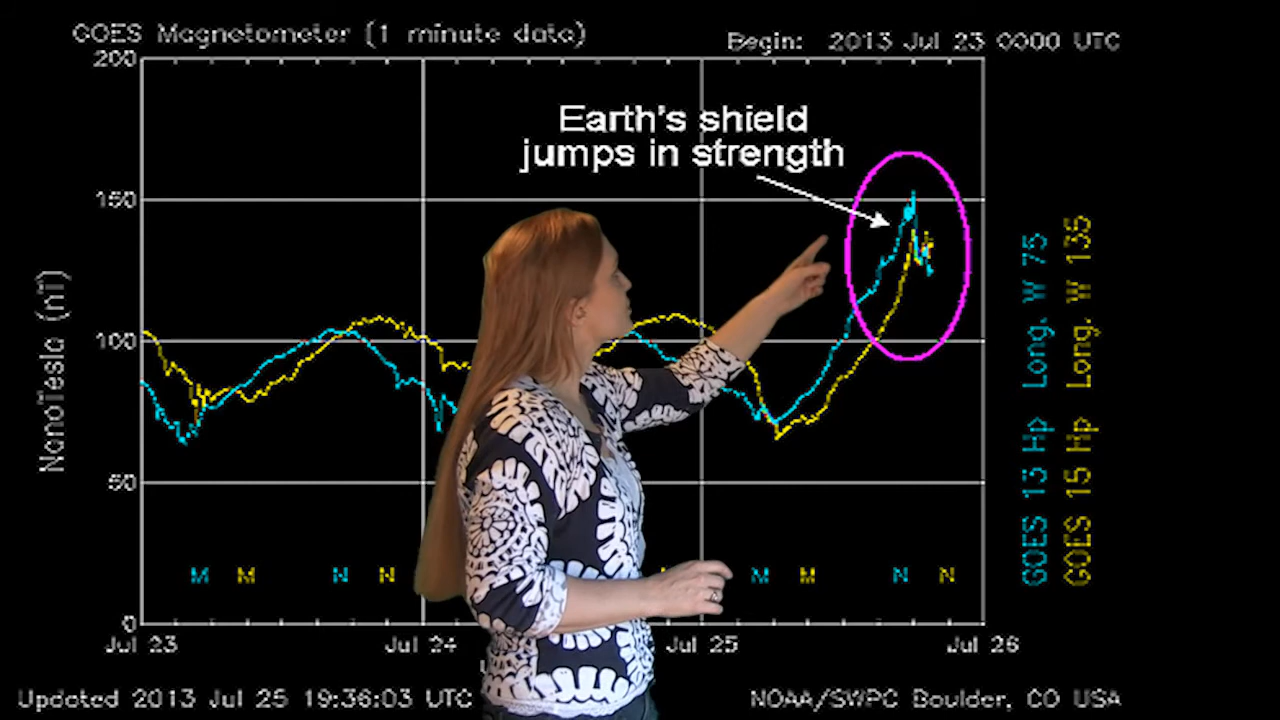 GOES Magnetometer (1 minute data)
Begin: 2013 Jul 23 0000 UTC
200
Earth's shield
jumps in strength
150
100
50
0
NanoTesla (nT)
M M N N M M N N
Jul 23 Jul 24 Jul 25 Jul 26
GOES 13 Hp Long. W 75
GOES 15 Hp Long. W 135
Updated 2013 Jul 25 19:36:03 UTC
NOAA/SWPC Boulder, CO USA